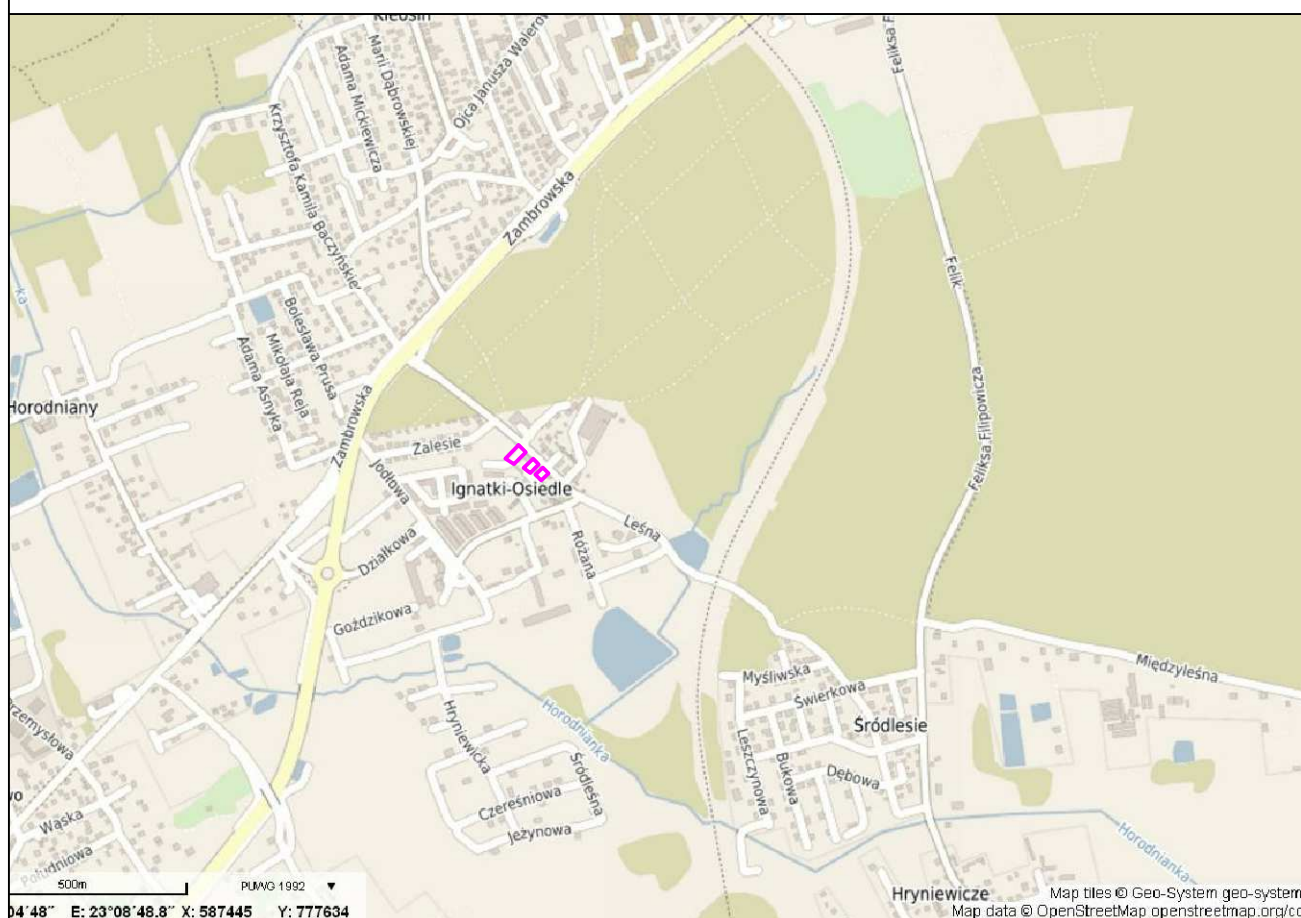 Kleosin
Feliksa F
Marii Dąbrowskiej
Adama Mickiewicza
Ojca Janusza Walerow
Krzysztofa Kamila Baczyńskie
Zambrowska
Felik
Bolesława Prusa
Mikołaja Reja
Adama Asnyka
Horodniany
Zambrowska
Zalesie
Jodłowa
Ignatki-Osiedle
Feliksa Filipowicza
Leśna
Różana
Działkowa
Goździkowa
Myśliwska
Świerkowa
Międzyleśna
Śródlesie
Hryniewicka
Horodnianka
Leszczynowa
Bukowa
Dębowa
Śródleśna
Czereśniowa
Jeżynowa
rzemysłowa
wo
Wąska
Południowa
Horodnianka
Hryniewicze
500m
PUWG 1992 ▼
04'48" E: 23°08'48.8" X: 587445 Y: 777634
Map tiles © Geo-System geo-system
Map data © OpenStreetMap openstreetmap.org/co